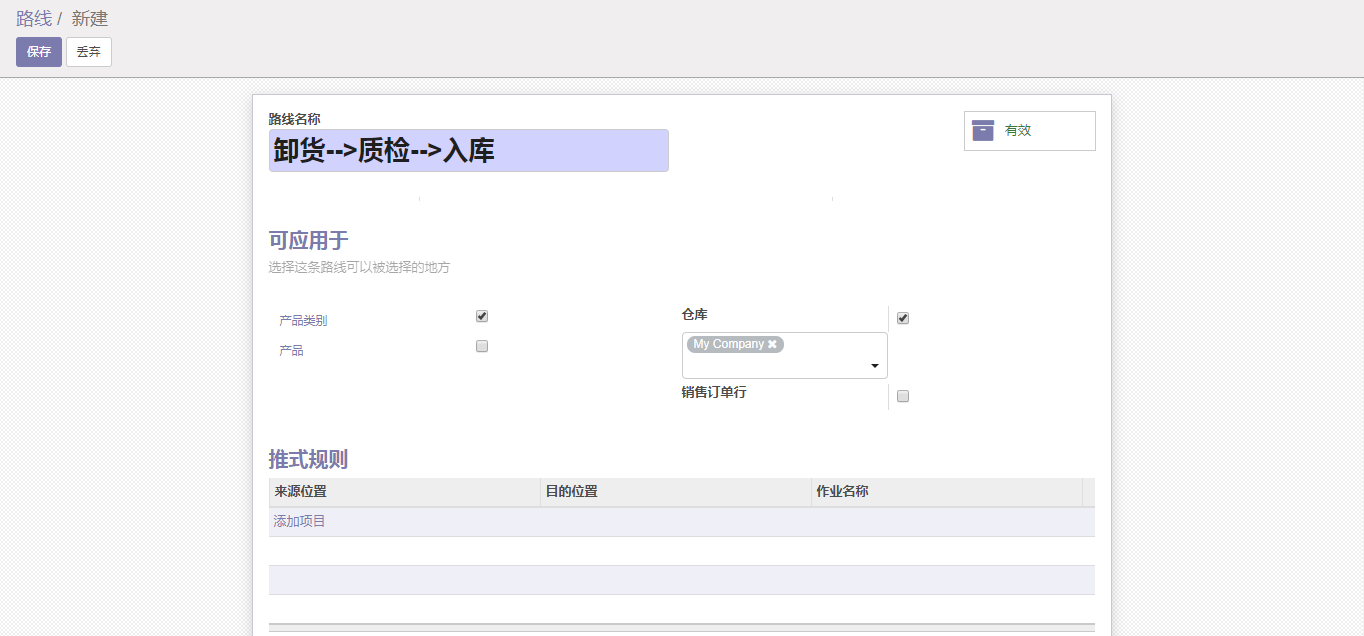 路线 / 新建
保存 丢弃
路线名称
卸货-->质检-->入库
有效
可应用于
选择这条路线可以被选择的地方
产品类别
产品
仓库
My Company ✖
销售订单行
推式规则
来源位置 目的位置 作业名称
添加项目